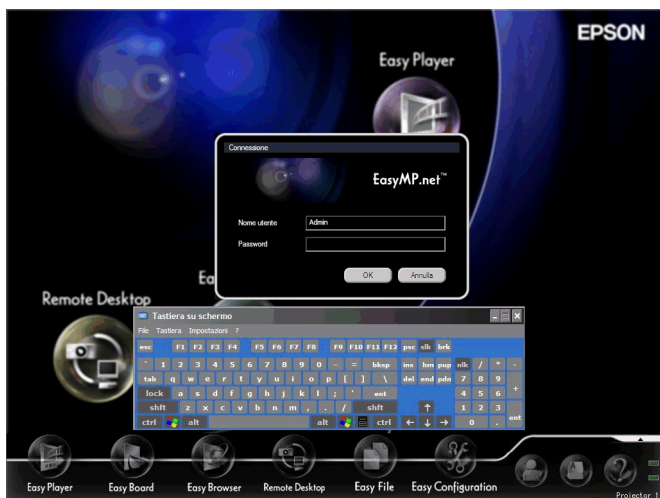 EPSON
Easy Player
Connessione
EasyMP.net™
Nome utente Admin
Password
OK Annulla
Ea
Remote Desktop
Tastiera su schermo
File Tastiera Impostazioni ?
esc F1 F2 F3 F4 F5 F6 F7 F8 F9 F10 F11 F12 psc slk brk
` 1 2 3 4 5 6 7 8 9 0 - = bksp ins hm pup nlk / * -
tab q w e r t y u i o p [ ] \ del end pdn 7 8 9 +
lock a s d f g h j k l ; ' ent 4 5 6
shft z x c v b n m , . / shft ↑ 1 2 3 ent
ctrl alt alt ctrl ← ↓ → 0 .
Easy Player Easy Board Easy Browser Remote Desktop Easy File Easy Configuration
Projector